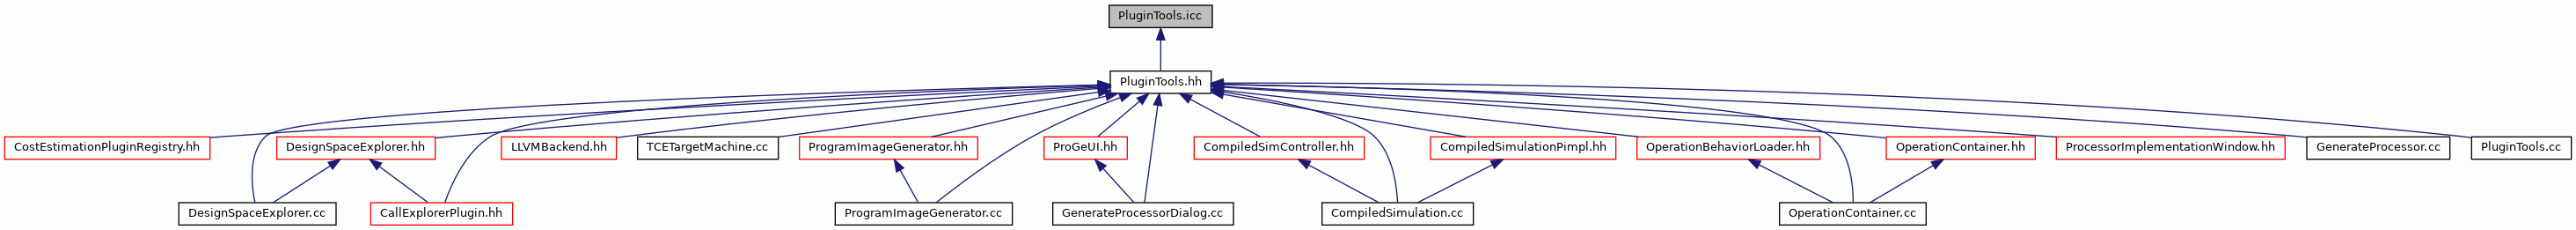 PluginTools.icc
PluginTools.hh
CostEstimationPluginRegistry.hh
DesignSpaceExplorer.hh
LLVMBackend.hh
TCETargetMachine.cc
ProgramImageGenerator.hh
ProGeUI.hh
CompiledSimController.hh
CompiledSimulationPimpl.hh
OperationBehaviorLoader.hh
OperationContainer.hh
ProcessorImplementationWindow.hh
GenerateProcessor.cc
PluginTools.cc
DesignSpaceExplorer.cc
CallExplorerPlugin.hh
ProgramImageGenerator.cc
GenerateProcessorDialog.cc
CompiledSimulation.cc
OperationContainer.cc